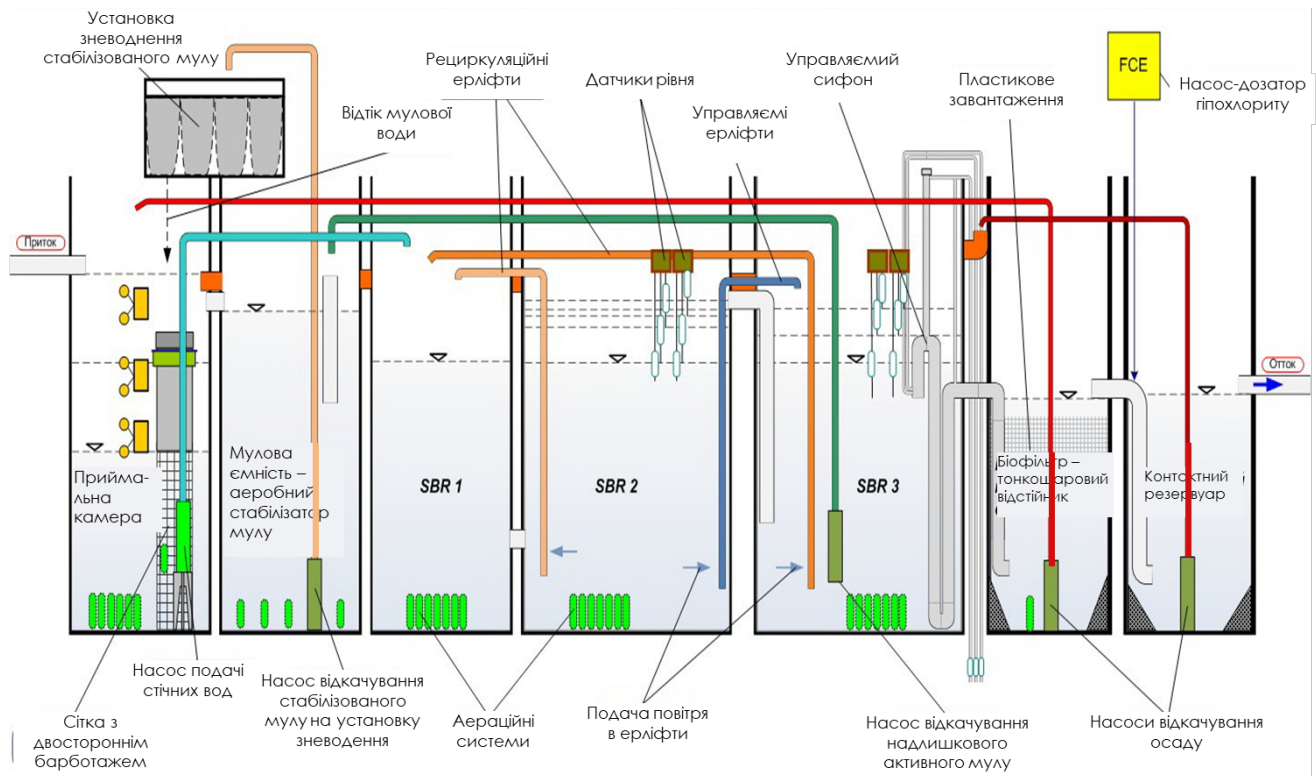 Установка
зневоднення
стабілізованого мулу
Рециркуляційні
ерліфти
Датчики рівня
Управляємий
сифон
Пластикове
завантаження
FCE
Насос-дозатор
гіпохлориту
Відтік мулової
води
Управляємі
ерліфти
Приток
Отток
Приймa-
льна
камера
Мулова
ємність –
аеробний
стабілізатор
мулу
SBR 1
SBR 2
SBR 3
Біофільтр –
тонкошаровий
відстійник
Контактний
резервуар
Насос подачі
стічних вод
Насос відкачування
стабілізованого
мулу на установку
зневодення
Сітка з
двостороннім
барботажем
Аераційні
системи
Подача повітря
в ерліфти
Насос відкачування
надлишкового
активного мулу
Насоси відкачування
осаду